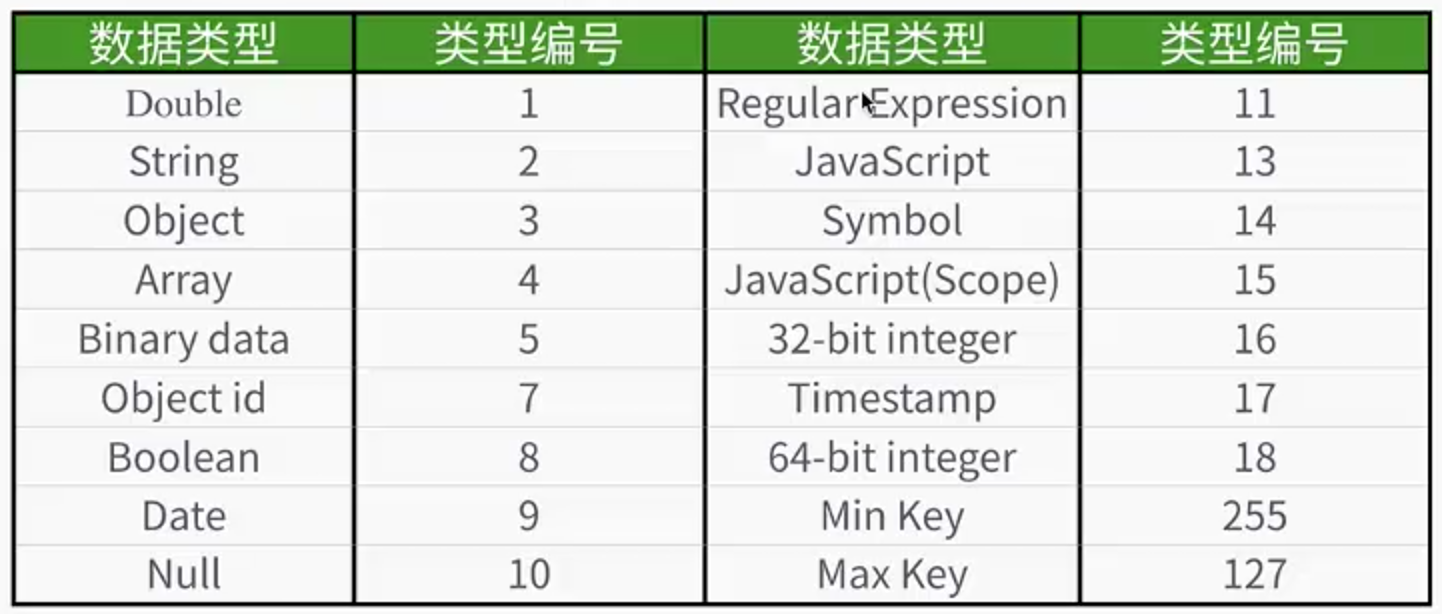 数据类型 类型编号 数据类型 类型编号
Double 1 Regular Expression 11
String 2 JavaScript 13
Object 3 Symbol 14
Array 4 JavaScript(Scope) 15
Binary data 5 32-bit integer 16
Object id 7 Timestamp 17
Boolean 8 64-bit integer 18
Date 9 Min Key 255
Null 10 Max Key 127